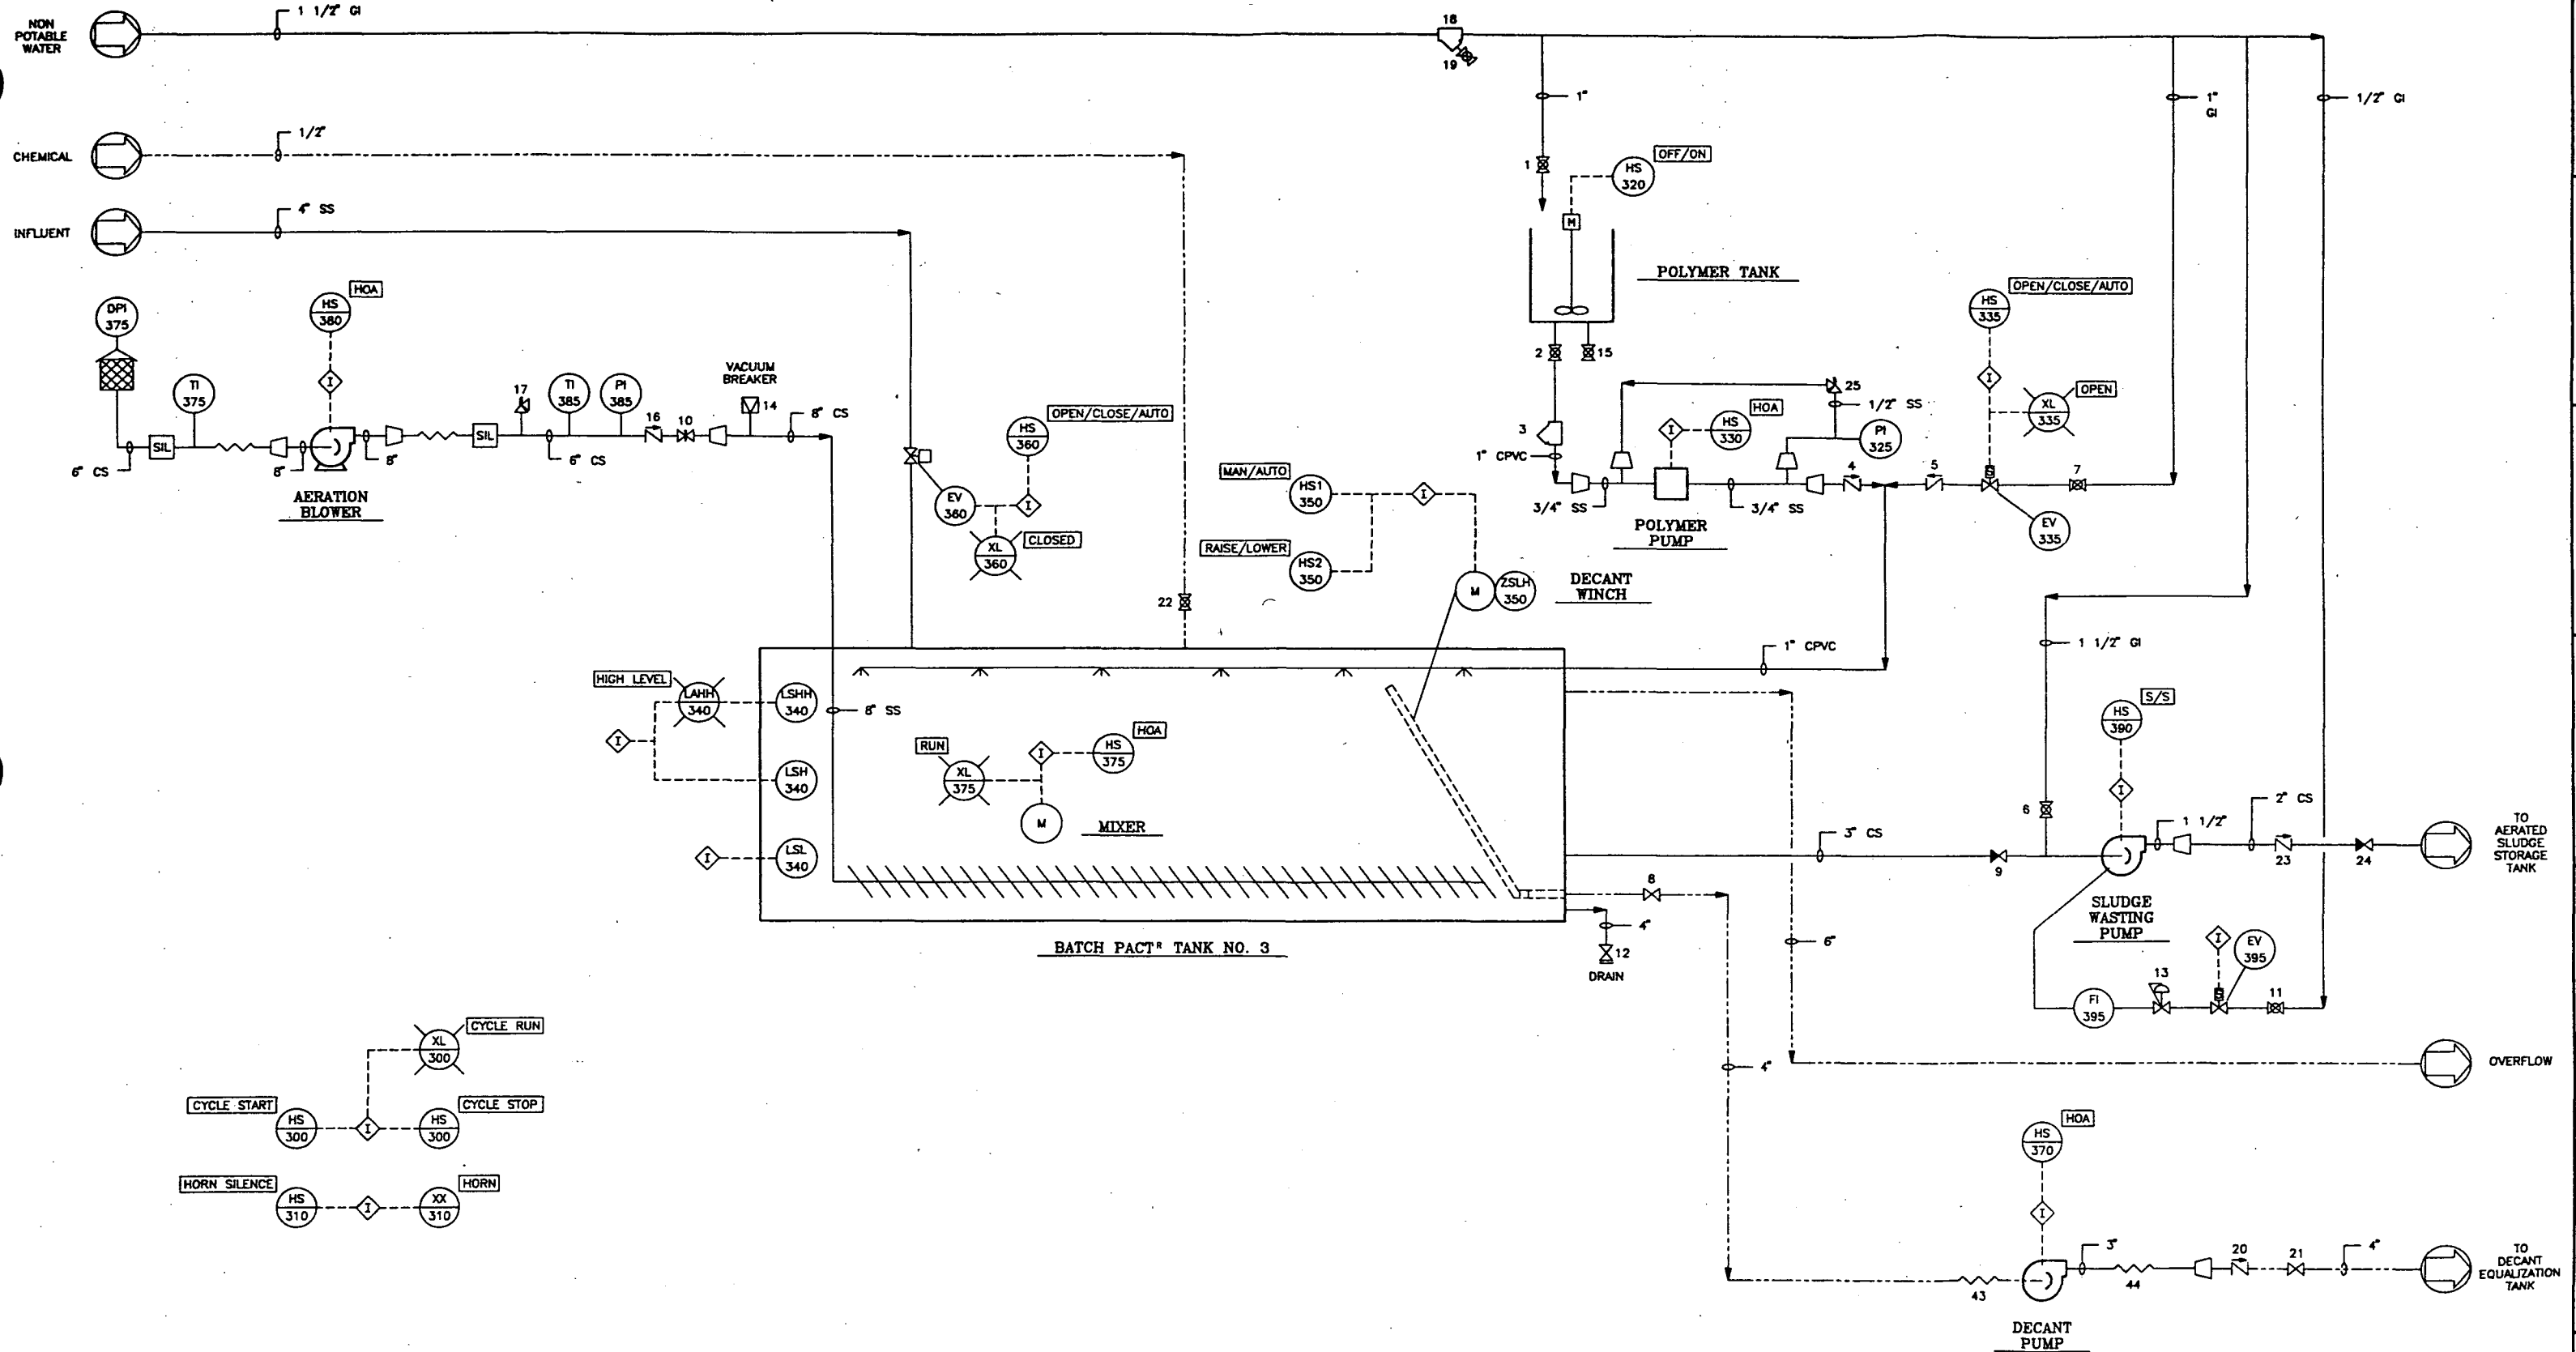 NON
POTABLE
WATER
1 1/2" GI
18
19
1"
1"
GI
1/2" GI
CHEMICAL
1/2"
1
HS
320
OFF/ON
M
INFLUENT
4" SS
POLYMER TANK
DPI
375
HS
380
HOA
I
TI
375
SIL
6" CS
8"
8"
AERATION
BLOWER
SIL
17
6" CS
TI
385
PI
385
16
10
VACUUM
BREAKER
14
8" CS
HS
360
OPEN/CLOSE/AUTO
EV
360
I
XL
360
CLOSED
2
15
3
1" CPVC
3/4" SS
25
1/2" SS
PI
325
HS
330
HOA
I
3/4" SS
POLYMER
PUMP
4
5
7
HS
335
OPEN/CLOSE/AUTO
I
XL
335
OPEN
S
EV
335
MAN/AUTO
HS1
350
I
RAISE/LOWER
HS2
350
M
ZSLH
350
DECANT
WINCH
22
1" CPVC
1 1/2" GI
HIGH LEVEL
LAHH
340
LSHH
340
I
LSH
340
I
LSL
340
8" SS
RUN
XL
375
I
HS
375
HOA
M
MIXER
BATCH PACTR TANK NO. 3
8
4"
12
DRAIN
3" CS
6"
9
6
HS
390
S/S
I
1 1/2"
2" CS
23
24
TO
AERATED
SLUDGE
STORAGE
TANK
SLUDGE
WASTING
PUMP
FI
395
13
I
S
EV
395
11
4"
OVERFLOW
XL
300
CYCLE RUN
CYCLE START
HS
300
I
HS
300
CYCLE STOP
HORN SILENCE
HS
310
I
XX
310
HORN
HS
370
HOA
I
43
3"
44
20
21
4"
TO
DECANT
EQUALIZATION
TANK
DECANT
PUMP